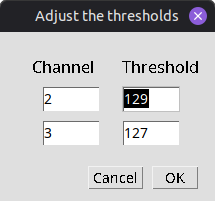 Adjust the thresholds
Channel Threshold
2 129
3 127
Cancel OK